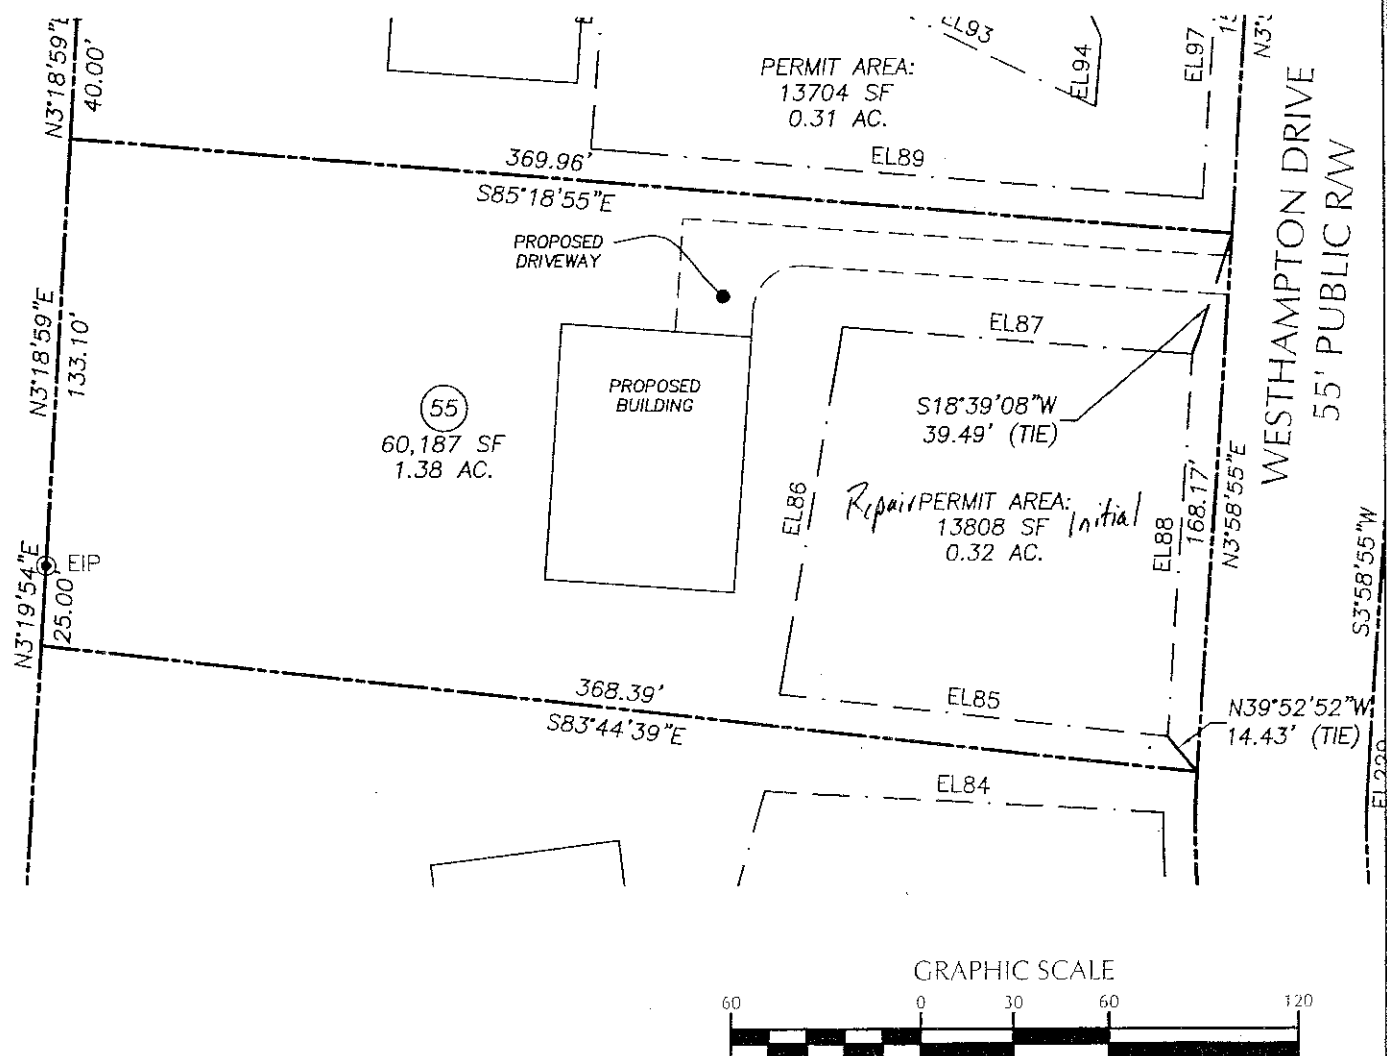 N3°18'59"E
40.00'
PERMIT AREA:
13704 SF
0.31 AC.
EL93
EL94
EL97
EL89
369.96'
S85°18'55"E
PROPOSED
DRIVEWAY
WESTHAMPTON DRIVE
55' PUBLIC R/W
N3°18'59"E
133.10'
EL87
PROPOSED
BUILDING
55
60,187 SF
1.38 AC.
S18°39'08"W
39.49' (TIE)
EL86
Repair PERMIT AREA: Initial
13808 SF
0.32 AC.
EL88
168.17'
N3°58'55"E
S3°58'55"W
EIP
N3°19'54"E
25.00'
368.39'
S83°44'39"E
EL85
N39°52'52"W
14.43' (TIE)
EL84
GRAPHIC SCALE
60 0 30 60 120